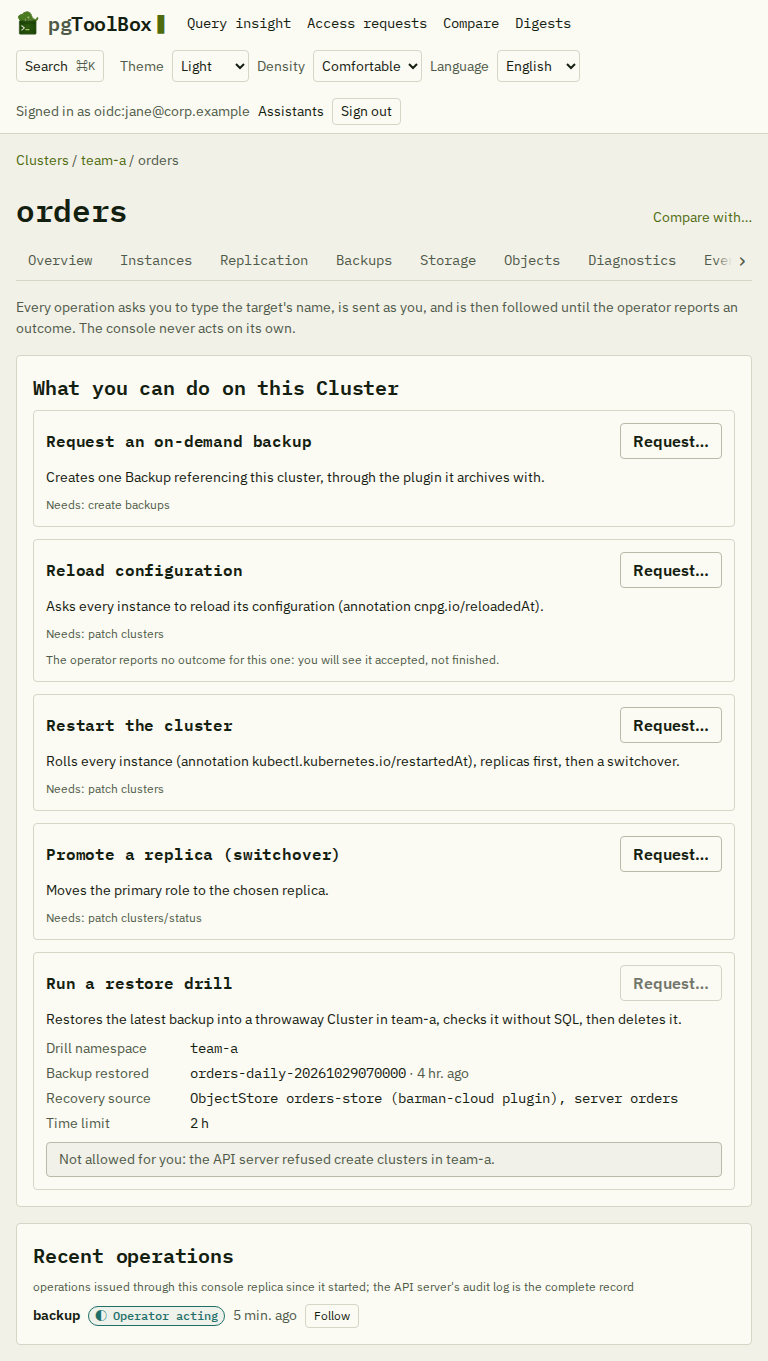 pgToolBox Query insight Access requests Compare Digests
Search ⌘K Theme Light Density Comfortable Language English
Signed in as oidc:jane@corp.example Assistants Sign out
Clusters / team-a / orders
orders
Compare with...
Overview Instances Replication Backups Storage Objects Diagnostics
Every operation asks you to type the target's name, is sent as you, and is then followed until the operator reports an
outcome. The console never acts on its own.
What you can do on this Cluster
Request an on-demand backup Request...
Creates one Backup referencing this cluster, through the plugin it archives with.
Needs: create backups
Reload configuration Request...
Asks every instance to reload its configuration (annotation cnpg.io/reloadedAt).
Needs: patch clusters
The operator reports no outcome for this one: you will see it accepted, not finished.
Restart the cluster Request...
Rolls every instance (annotation kubectl.kubernetes.io/restartedAt), replicas first, then a switchover.
Needs: patch clusters
Promote a replica (switchover) Request...
Moves the primary role to the chosen replica.
Needs: patch clusters/status
Run a restore drill Request...
Restores the latest backup into a throwaway Cluster in team-a, checks it without SQL, then deletes it.
Drill namespace team-a
Backup restored orders-daily-20261029070000 · 4 hr. ago
Recovery source ObjectStore orders-store (barman-cloud plugin), server orders
Time limit 2 h
Not allowed for you: the API server refused create clusters in team-a.
Recent operations
operations issued through this console replica since it started; the API server's audit log is the complete record
backup Operator acting 5 min. ago Follow